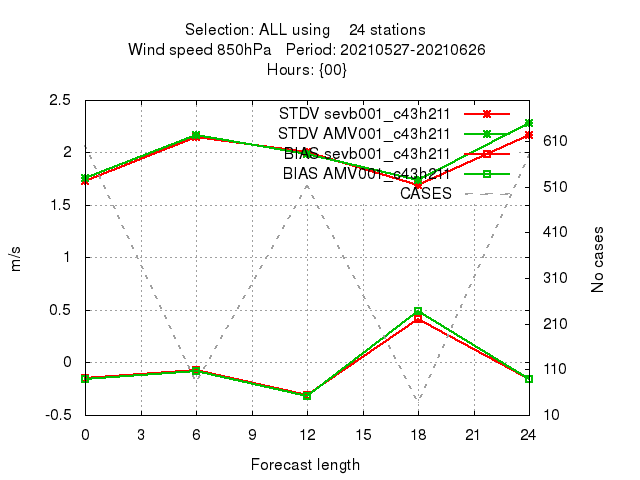 Selection: ALL using    24 stations
Wind speed 850hPa   Period: 20210527-20210626
Hours: {00}
STDV sevb001_c43h211
STDV AMV001_c43h211
BIAS sevb001_c43h211
BIAS AMV001_c43h211
CASES
2.5
2
1.5
1
0.5
0
-0.5
m/s
610
510
410
310
210
110
10
No cases
0 3 6 9 12 15 18 21 24
Forecast length